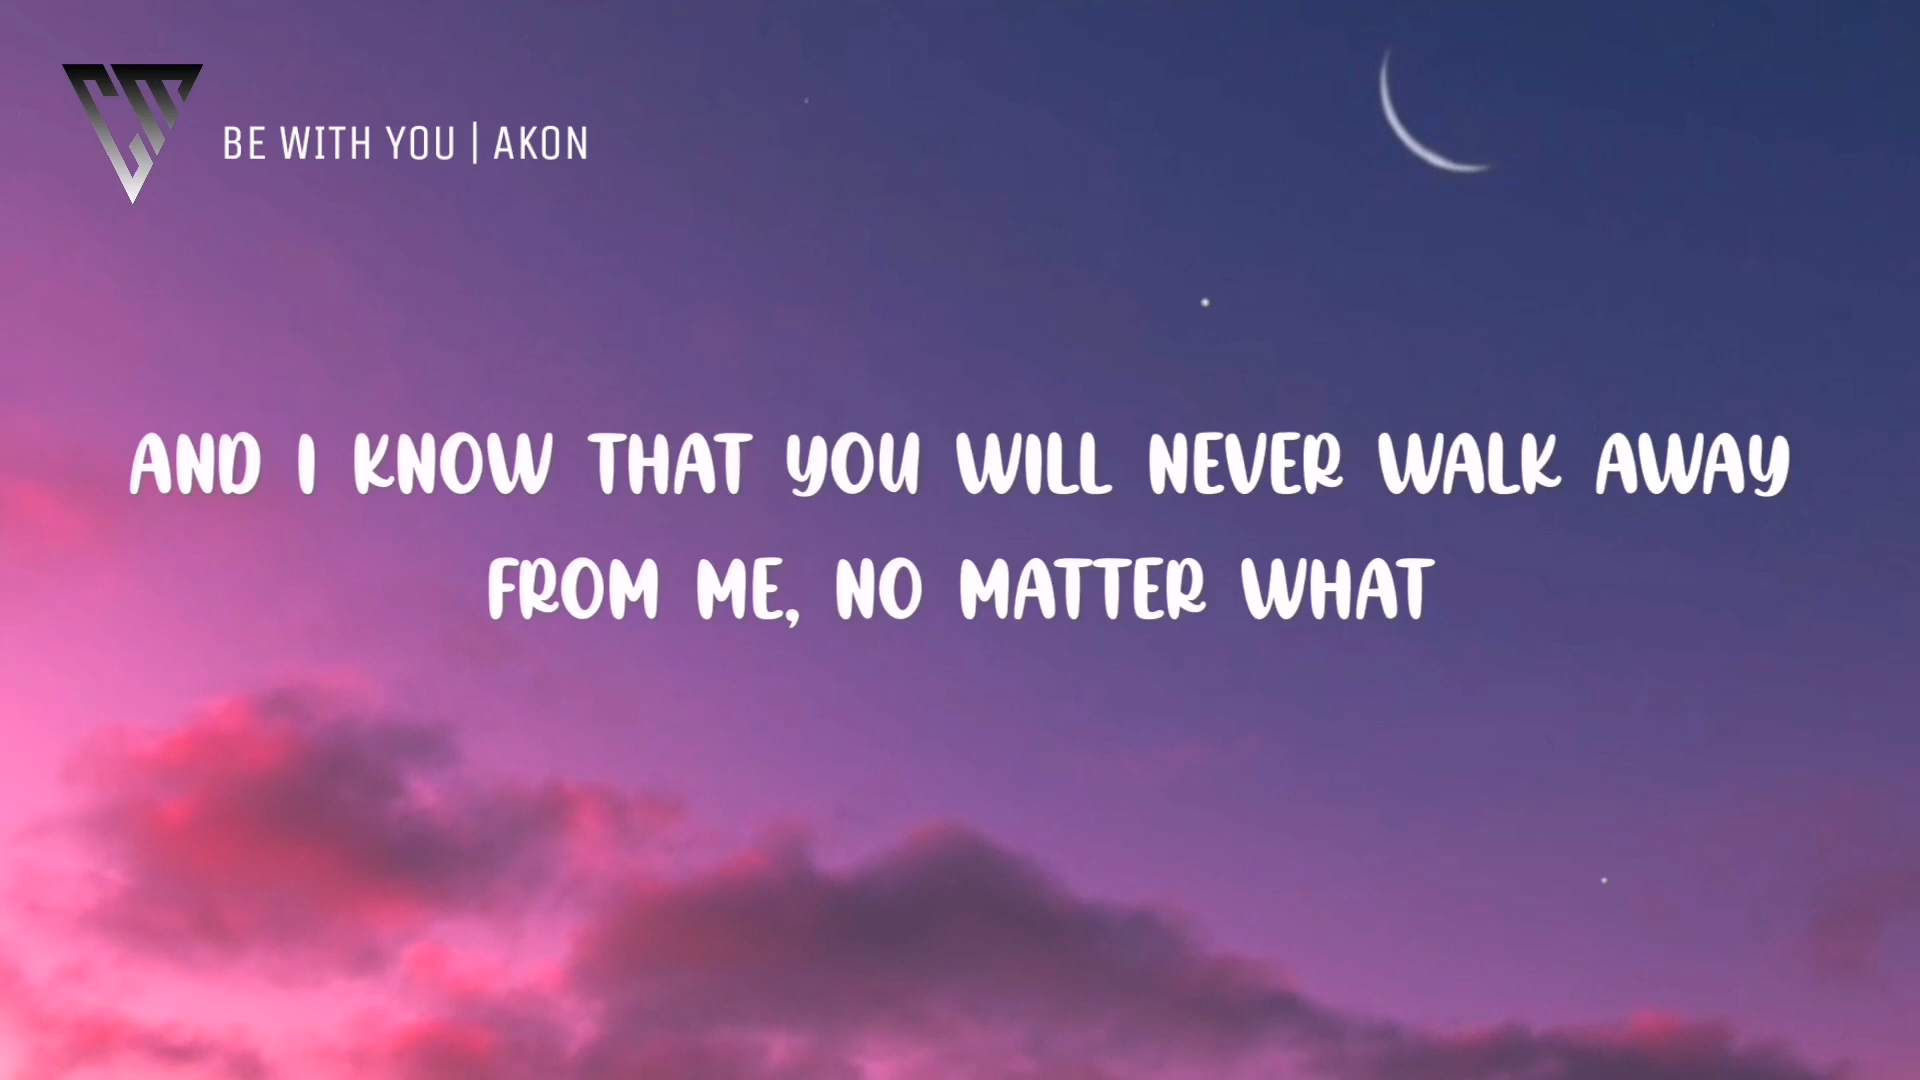 BE WITH YOU | AKON
AND I KNOW THAT YOU WILL NEVER WALK AWAY
FROM ME, NO MATTER WHAT